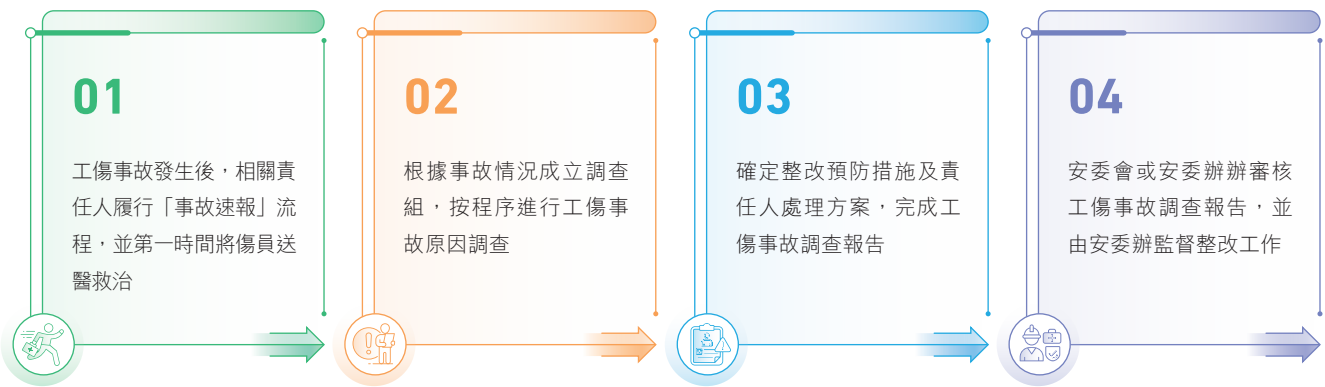 01
工傷事故發生後，相關責
任人履行「事故速報」流
程，並第一時間將傷員送
醫救治
02
根據事故情況成立調查
組，按程序進行工傷事
故原因調查
03
確定整改預防措施及責
任人處理方案，完成工
傷事故調查報告
04
安委會或安委辦辦審核
工傷事故調查報告，並
由安委辦監督整改工作